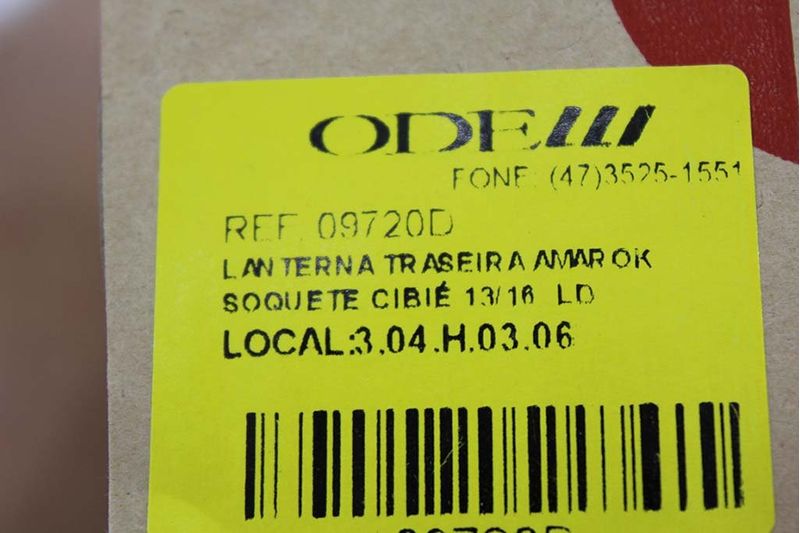 ODE
FONE: (47)3525-1551
REF. 09720D
LANTERNA TRASEIRA AMAROK
SOQUETE CIBIÉ 13/16 LD
LOCAL:3.04.H.03.06